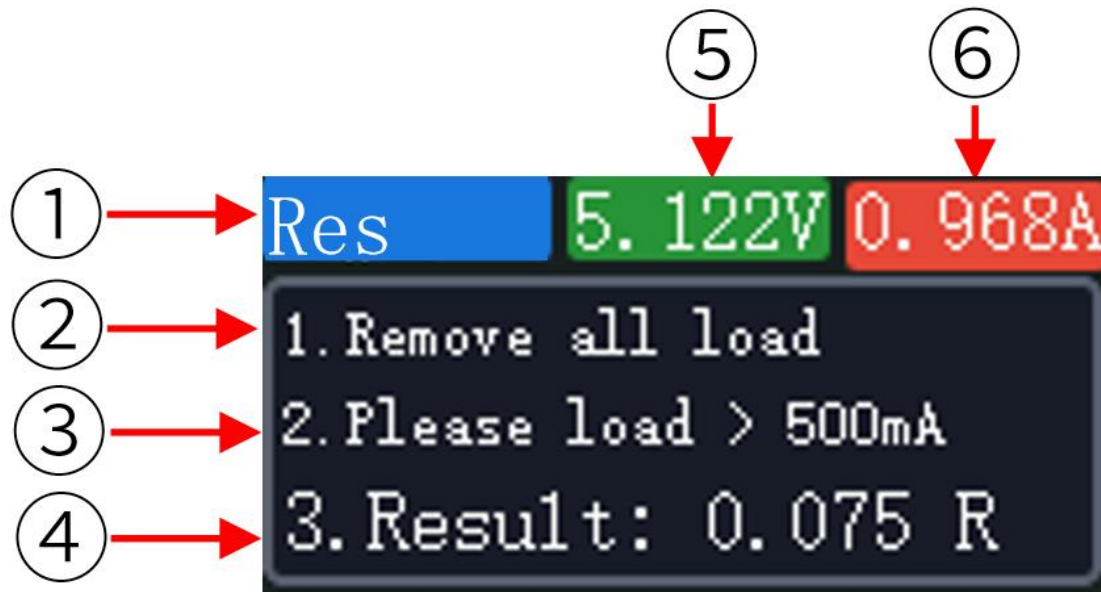 ⑤ ⑥
① Res 5.122V 0.968A
② 1.Remove all load
③ 2.Please load > 500mA
④ 3.Result: 0.075 R